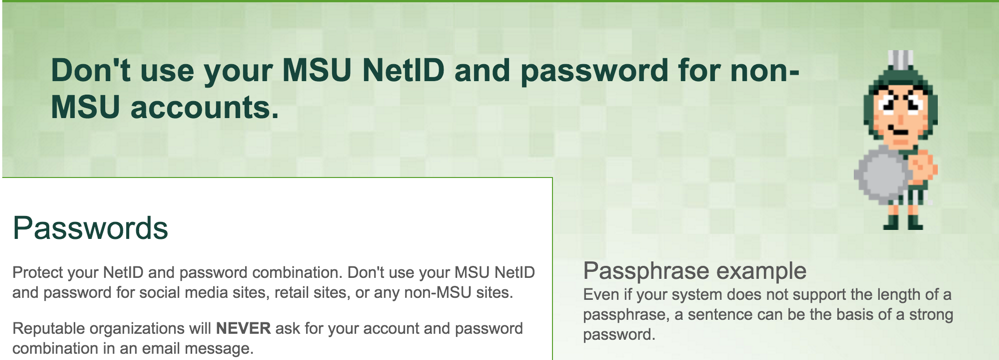 Don't use your MSU NetID and password for non-
MSU accounts.
Passwords
Protect your NetID and password combination. Don't use your MSU NetID
and password for social media sites, retail sites, or any non-MSU sites.
Reputable organizations will NEVER ask for your account and password
combination in an email message.
Passphrase example
Even if your system does not support the length of a
passphrase, a sentence can be the basis of a strong
password.